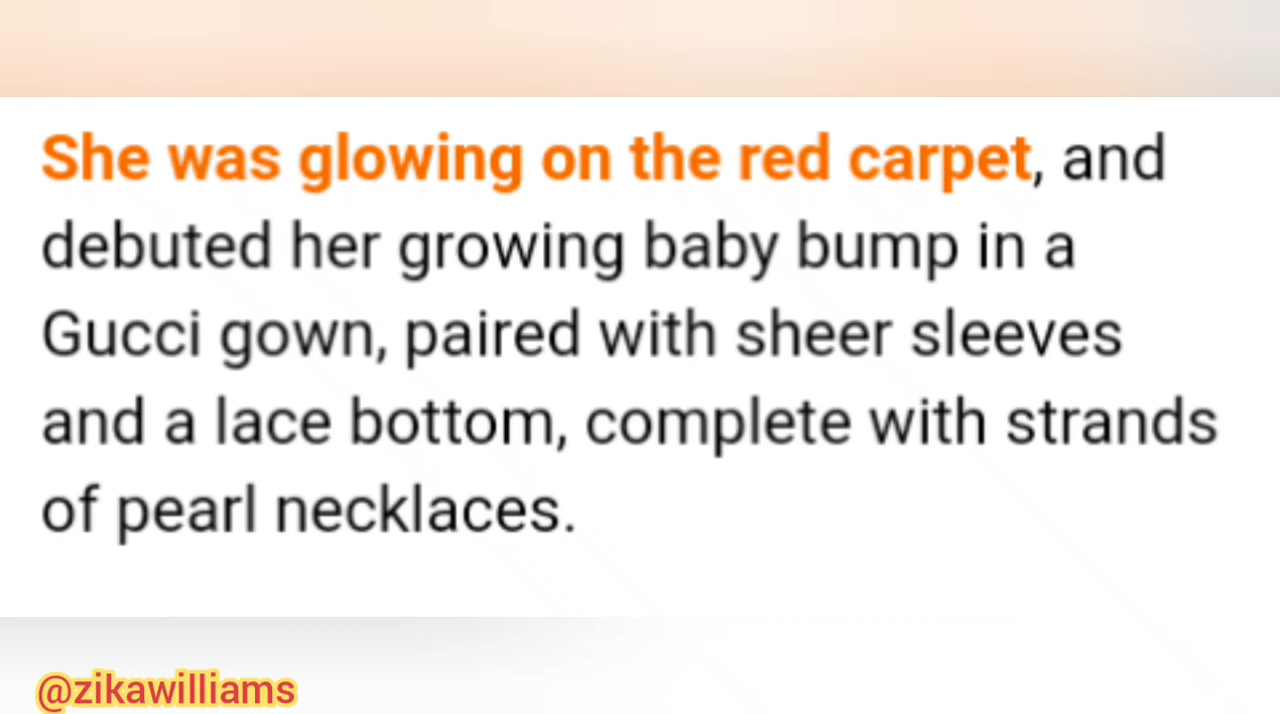 She was glowing on the red carpet, and
debuted her growing baby bump in a
Gucci gown, paired with sheer sleeves
and a lace bottom, complete with strands
of pearl necklaces.
@zikawilliams